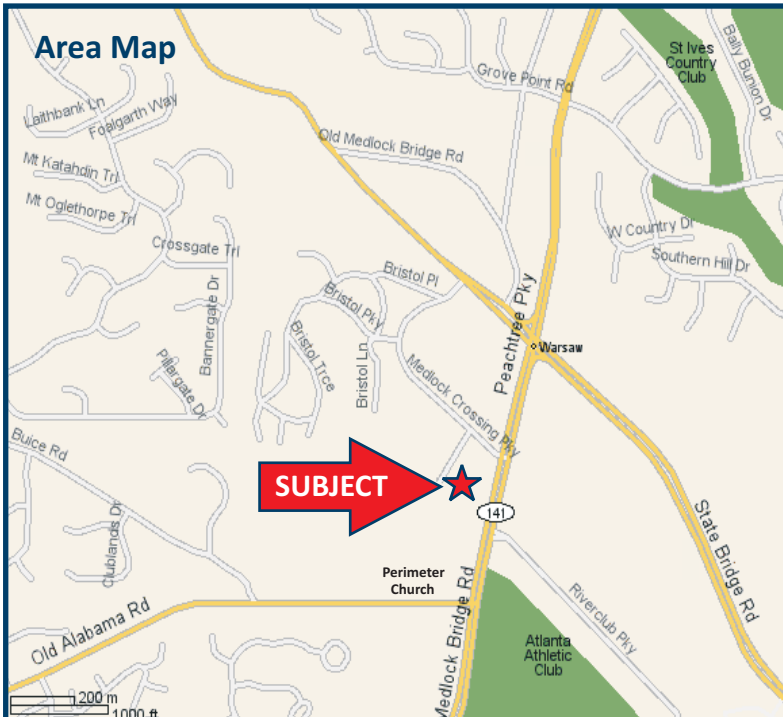 Area Map
St Ives
Country
Club
Bally Bunion Dr
Grove Point Rd
Laithbank Ln
Foalgarth Way
Old Medlock Bridge Rd
Mt Katahdin Trl
Mt Oglethorpe Trl
W Country Dr
Crossgate Trl
Southern Hill Dr
Bristol Pl
Bannergate Dr
Bristol Pky
Peachtree Pky
Warsaw
Bristol Trce
Bristol Ln
Pillargate Dr
Medlock Crossing Pky
Buice Rd
SUBJECT
141
Clublands Dr
State Bridge Rd
Perimeter
Church
Riverclub Pky
Old Alabama Rd
Medlock Bridge Rd
Atlanta
Athletic
Club
200 m
1000 ft